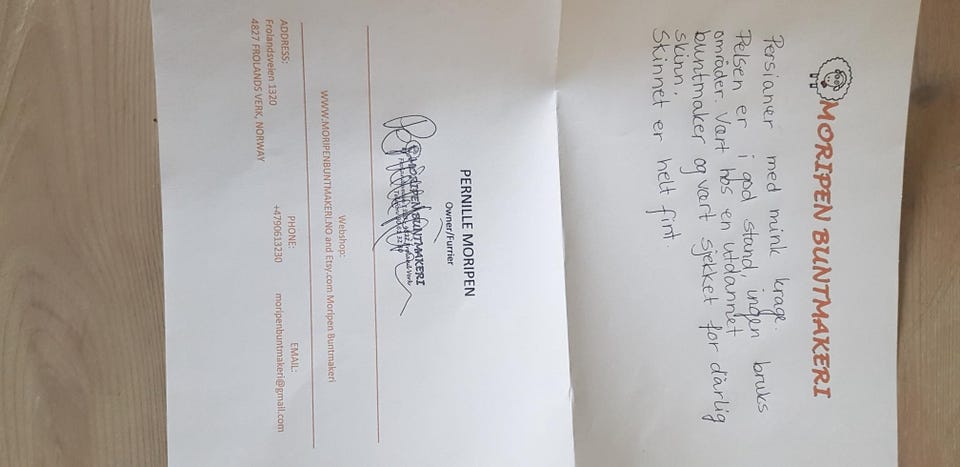 MORIPEN BUNTMAKERI
Persianer med mink krage.
Pelsen er i god stand, ingen bruks
områder. Vært hos en utdannet
buntmaker og vært sjekket for dårlig
skinn.
Skinnet er helt fint.
PERNILLE MORIPEN
Owner/Furrier
MORIPEN BUNTMAKERI
Webshop:
WWW.MORIPENBUNTMAKERI.NO and Etsy.com Moripen Buntmakeri
ADDRESS:
Frolandsveien 1320
4827 FROLANDS VERK, NORWAY
PHONE:
+4790613230
EMAIL:
moripenbuntmakeri@gmail.com